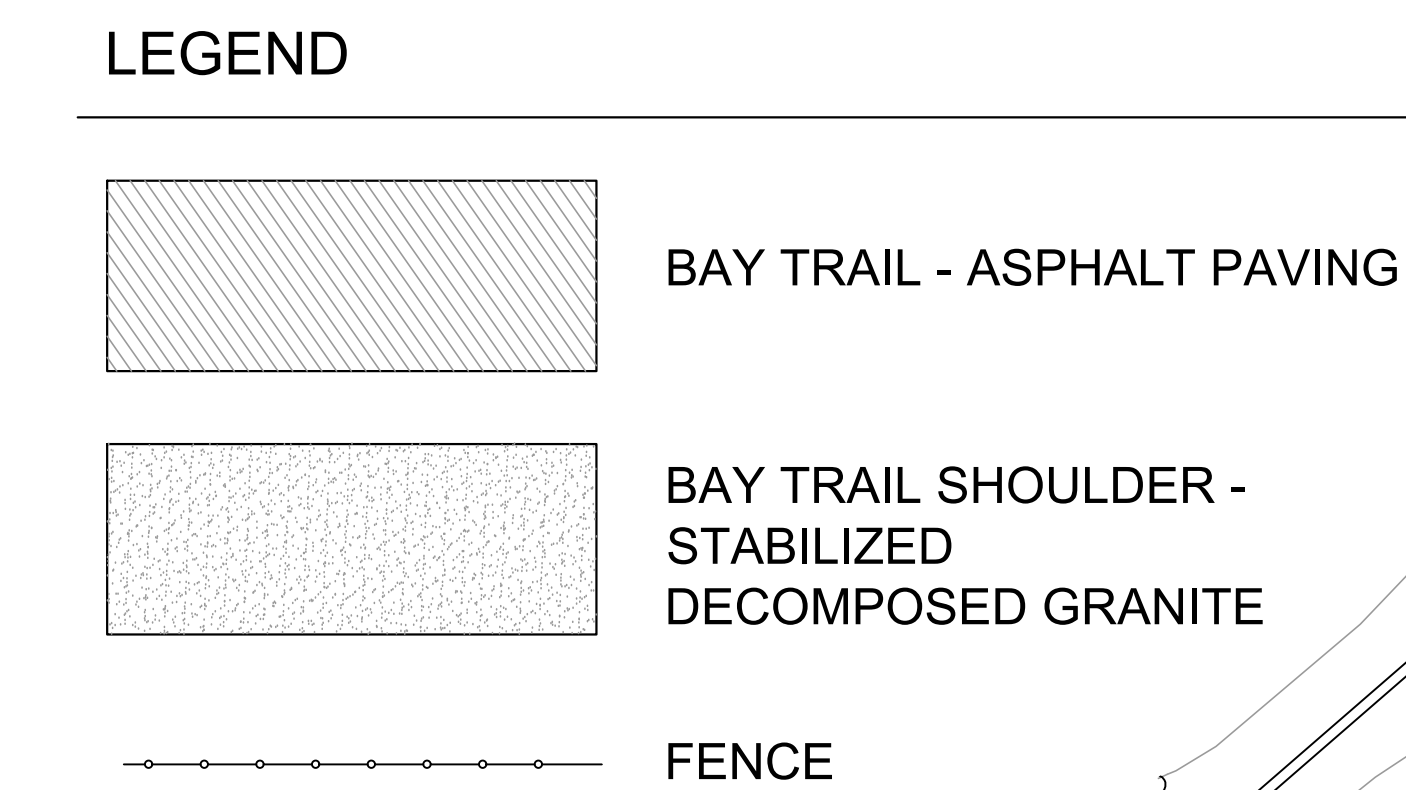 LEGEND
BAY TRAIL - ASPHALT PAVING
BAY TRAIL SHOULDER -
STABILIZED
DECOMPOSED GRANITE
FENCE